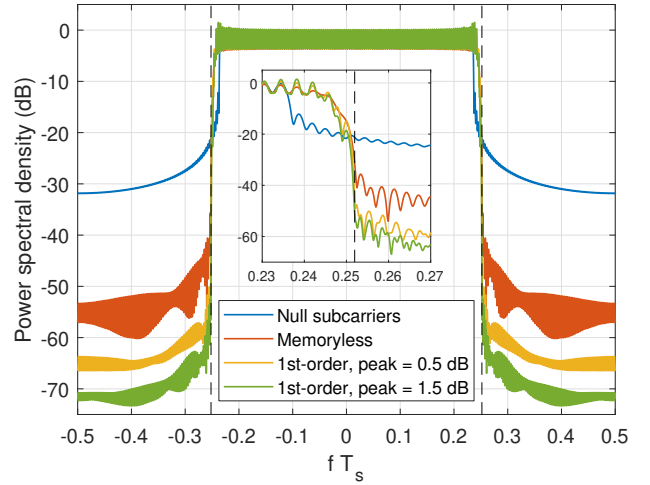 0
-10
-20
-30
-40
-50
-60
-70
Power spectral density (dB)
0
-20
-40
-60
0.23 0.24 0.25 0.26 0.27
Null subcarriers
Memoryless
1st-order, peak = 0.5 dB
1st-order, peak = 1.5 dB
-0.5 -0.4 -0.3 -0.2 -0.1 0 0.1 0.2 0.3 0.4 0.5
f T_s